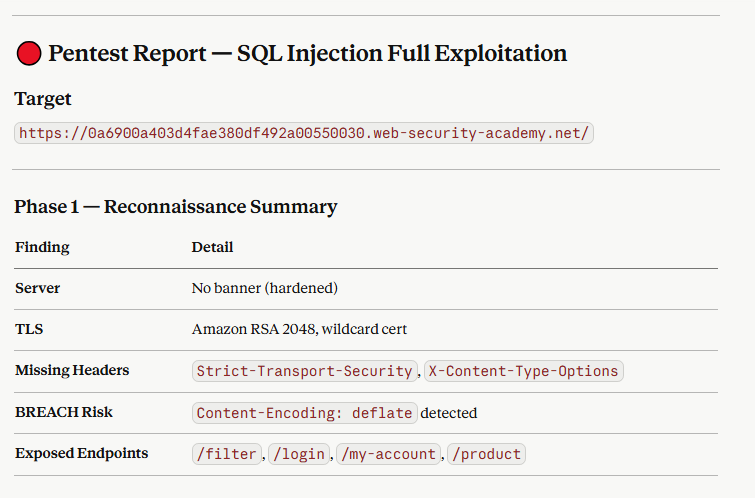 🔴 Pentest Report — SQL Injection Full Exploitation
Target
https://0a6900a403d4fae380df492a00550030.web-security-academy.net/
Phase 1 — Reconnaissance Summary
Finding Detail
Server No banner (hardened)
TLS Amazon RSA 2048, wildcard cert
Missing Headers Strict-Transport-Security, X-Content-Type-Options
BREACH Risk Content-Encoding: deflate detected
Exposed Endpoints /filter, /login, /my-account, /product